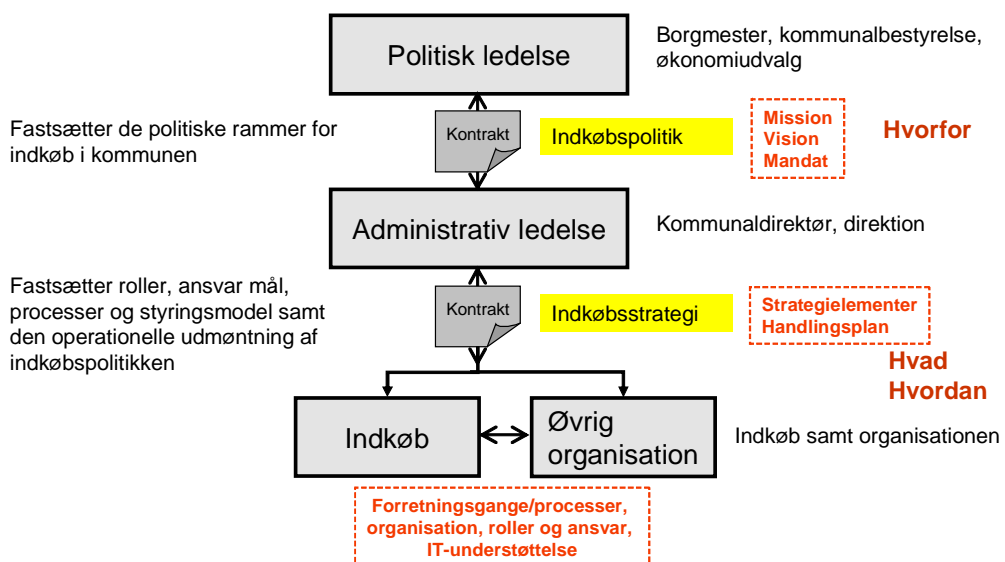 Politisk ledelse
Borgmester, kommunalbestyrelse,
økonomiudvalg
Fastsætter de politiske rammer for
indkøb i kommunen
Kontrakt
Indkøbspolitik
Mission
Vision
Mandat
Hvorfor
Administrativ ledelse
Kommunaldirektør, direktion
Fastsætter roller, ansvar mål,
processer og styringsmodel samt
den operationelle udmøntning af
indkøbspolitikken
Kontrakt
Indkøbsstrategi
Strategielementer
Handlingsplan
Hvad
Hvordan
Indkøb
Øvrig
organisation
Indkøb samt organisationen
Forretningsgange/processer,
organisation, roller og ansvar,
IT-understøttelse